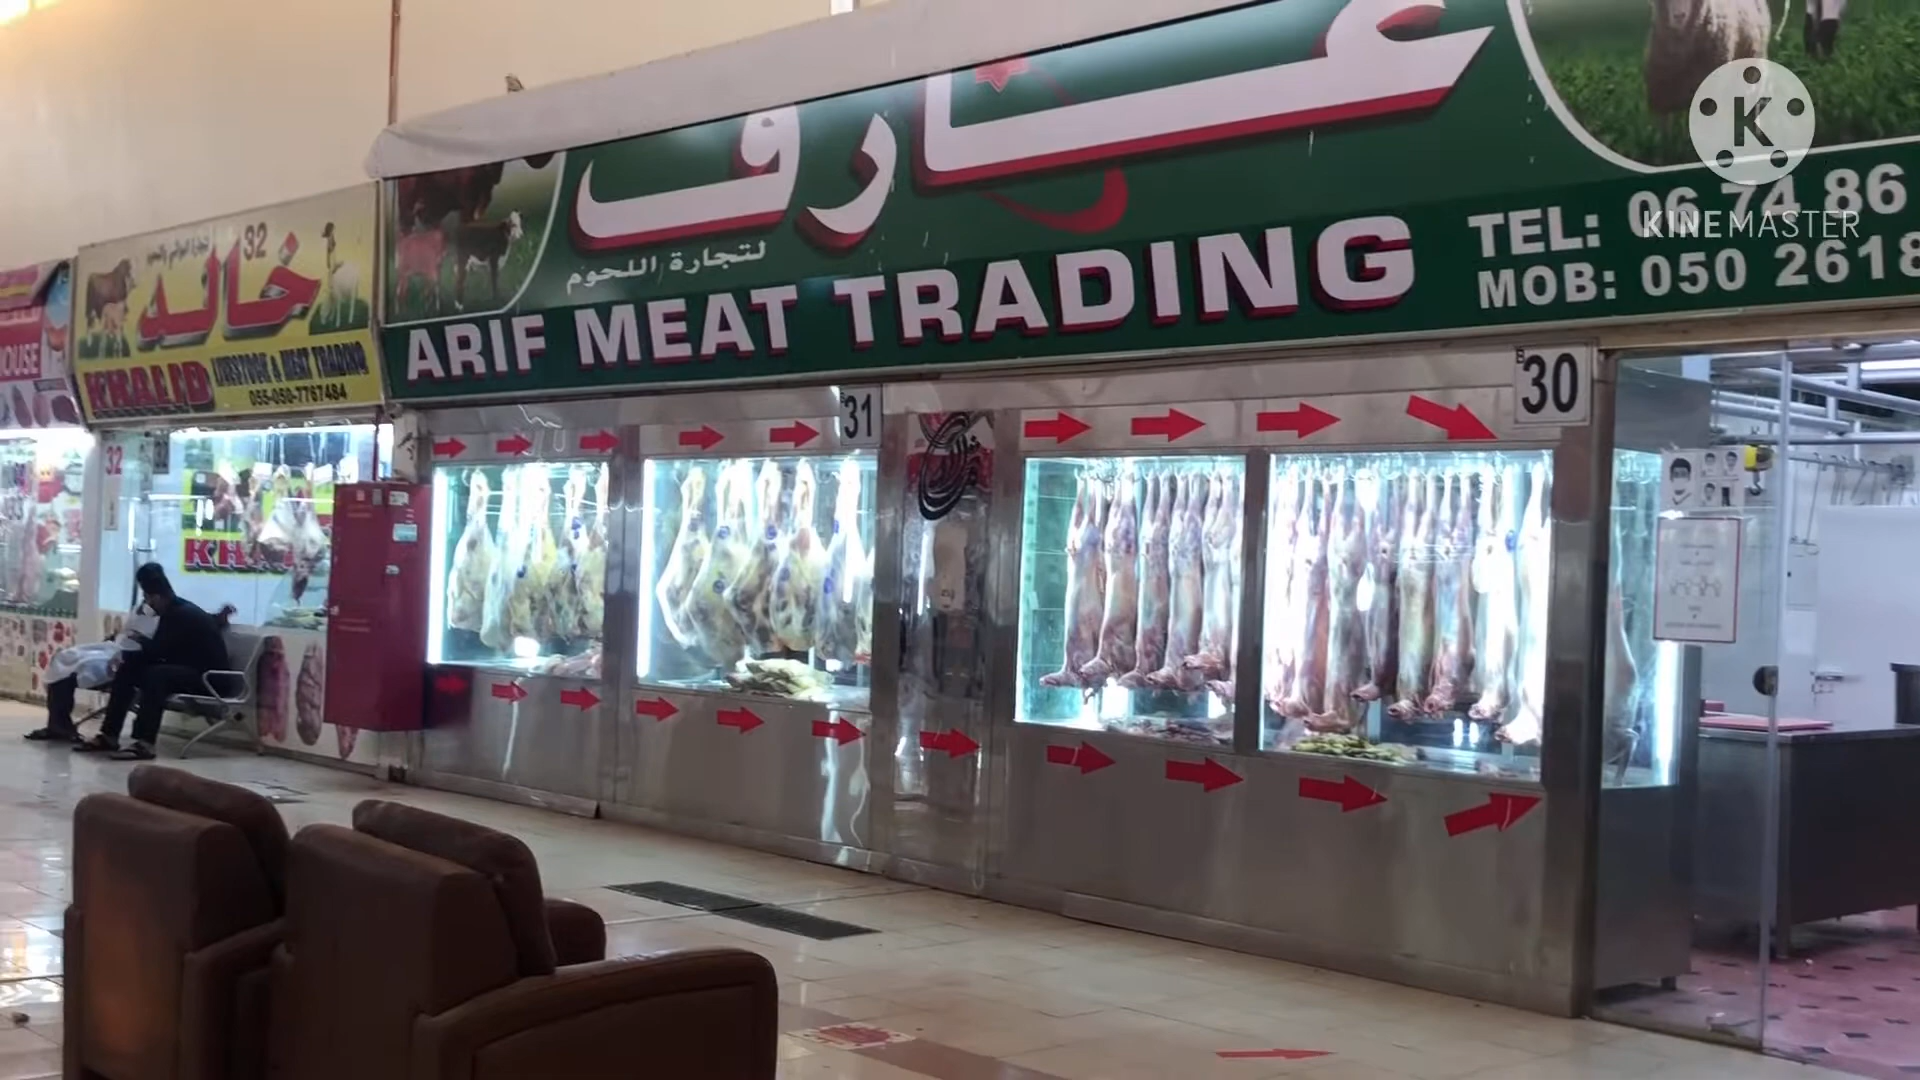 عارف
لتجارة اللحوم
ARIF MEAT TRADING
TEL: 06 74 86
MOB: 050 2618
32
خالد
KHALID
LIVESTOCK & MEAT TRADING
055-050-7767484
HOUSE
31
30
32
KINEMASTER